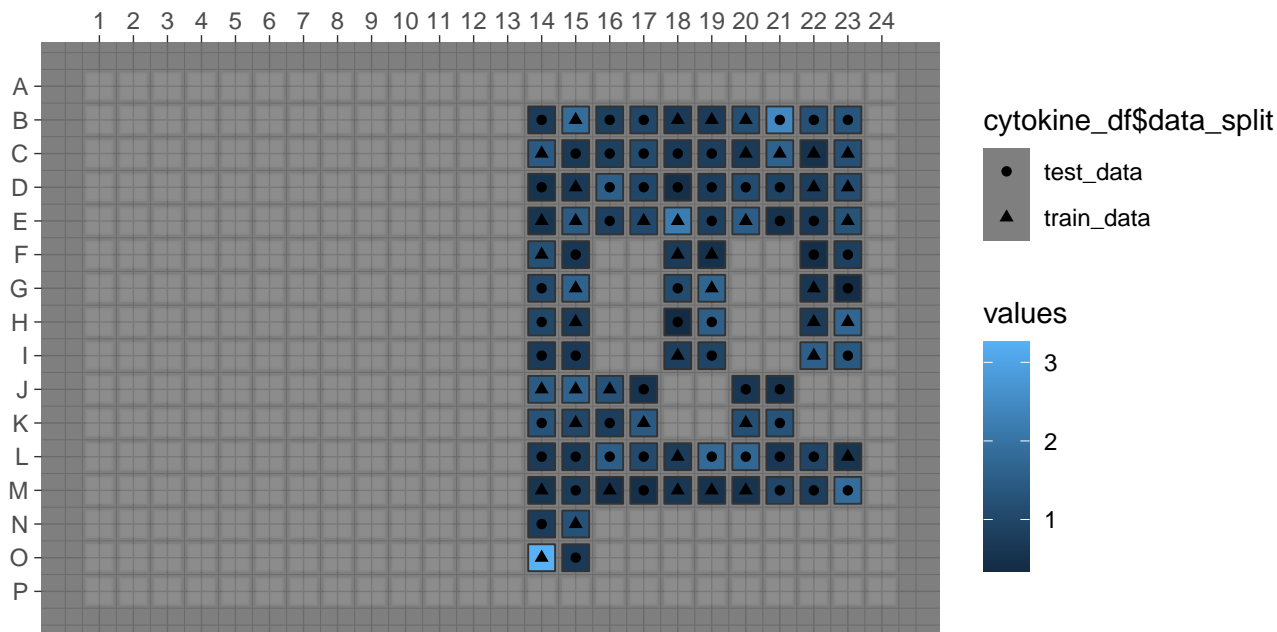 1 2 3 4 5 6 7 8 9 10 11 12 13 14 15 16 17 18 19 20 21 22 23 24
A
B
C
D
E
F
G
H
I
J
K
L
M
N
O
P
cytokine_df$data_split
test_data
train_data
values
3
2
1